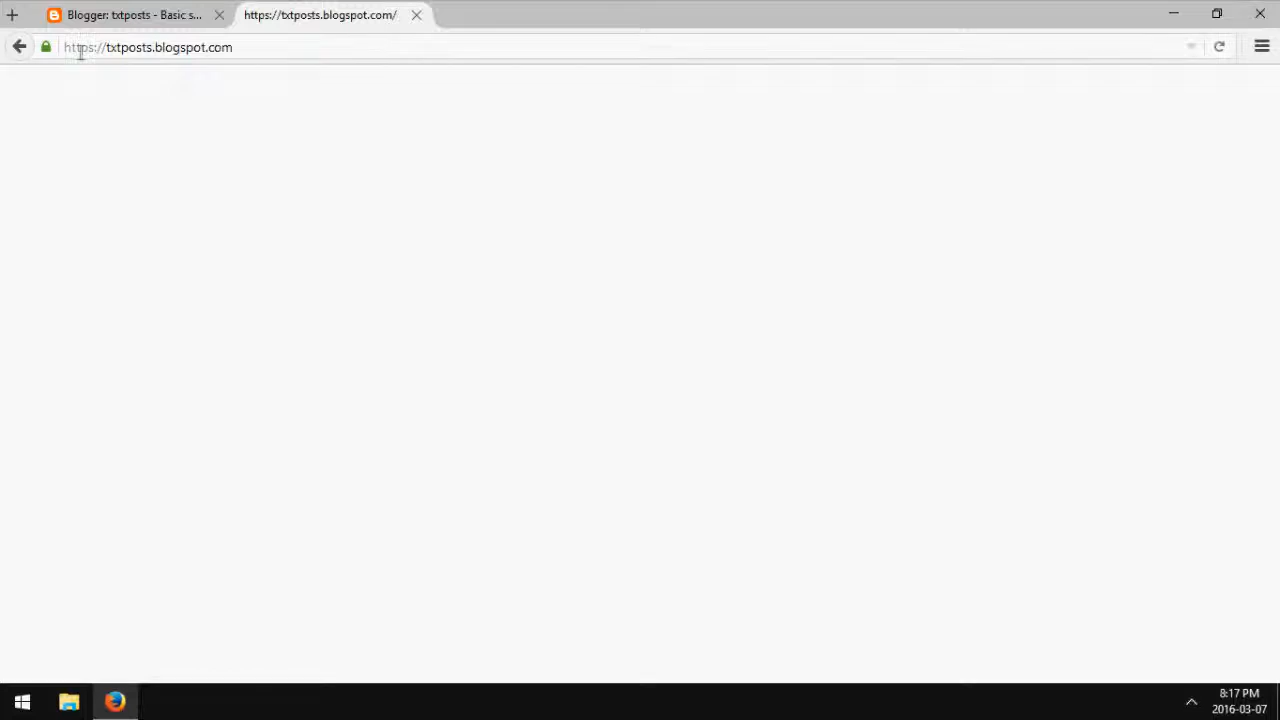 Blogger: txtposts - Basic s...
https://txtposts.blogspot.com/
https://txtposts.blogspot.com
8:17 PM
2016-03-07